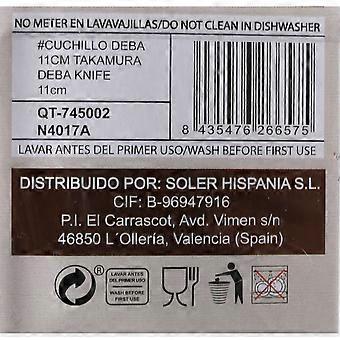 NO METER EN LAVAVAJILLAS/DO NOT CLEAN IN DISHWASHER
#CUCHILLO DEBA
11CM TAKAMURA
DEBA KNIFE
11cm
QT-745002
N4017A
8 435476 266575
LAVAR ANTES DEL PRIMER USO/WASH BEFORE FIRST USE
DISTRIBUIDO POR: SOLER HISPANIA S.L.
CIF: B-96947916
P.I. El Carrascot, Avd. Vimen s/n
46850 L´Ollería, Valencia (Spain)
®
LAVAR ANTES
DEL PRIMER USO
WASH BEFORE
FIRST USE